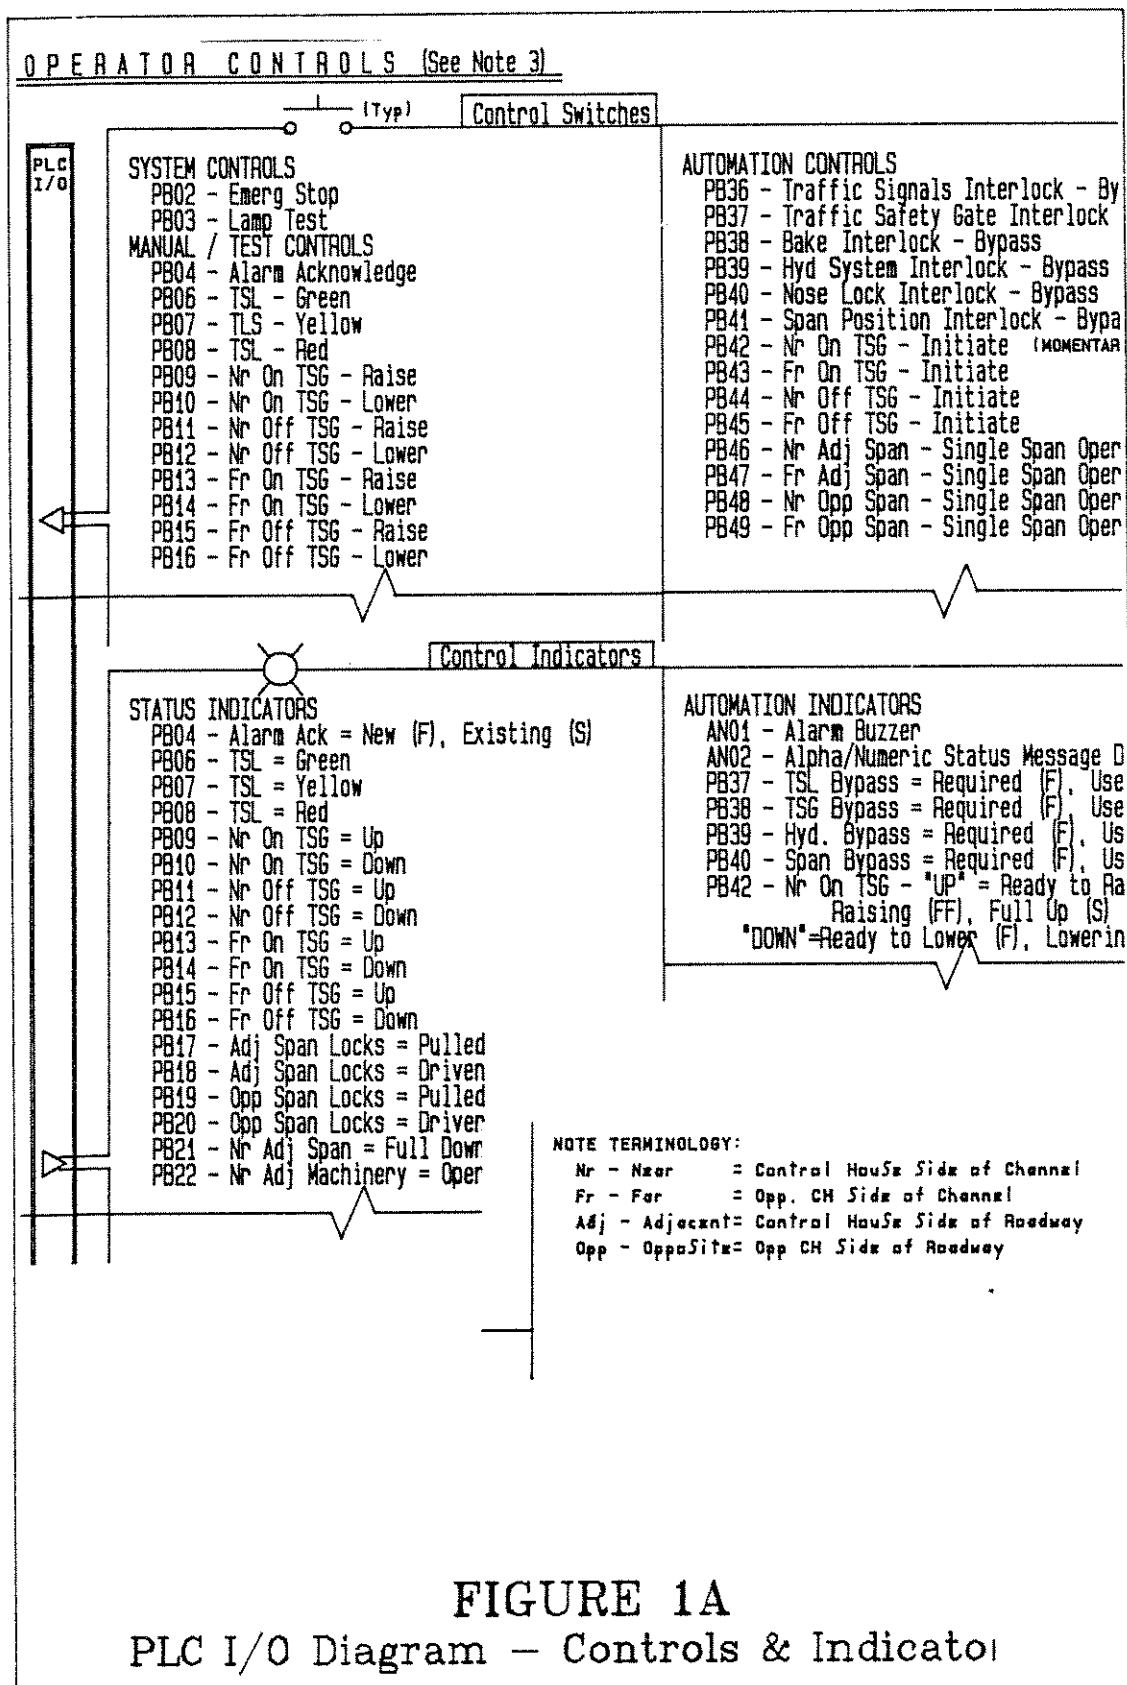 OPERATOR CONTROLS (See Note 3)
(Typ)
Control Switches
PLC
I/O
SYSTEM CONTROLS
PB02 - Emerg Stop
PB03 - Lamp Test
MANUAL / TEST CONTROLS
PB04 - Alarm Acknowledge
PB06 - TSL - Green
PB07 - TLS - Yellow
PB08 - TSL - Red
PB09 - Nr On TSG - Raise
PB10 - Nr On TSG - Lower
PB11 - Nr Off TSG - Raise
PB12 - Nr Off TSG - Lower
PB13 - Fr On TSG - Raise
PB14 - Fr On TSG - Lower
PB15 - Fr Off TSG - Raise
PB16 - Fr Off TSG - Lower
AUTOMATION CONTROLS
PB36 - Traffic Signals Interlock - By
PB37 - Traffic Safety Gate Interlock
PB38 - Bake Interlock - Bypass
PB39 - Hyd System Interlock - Bypass
PB40 - Nose Lock Interlock - Bypass
PB41 - Span Position Interlock - Bypa
PB42 - Nr On TSG - Initiate (MOMENTAR
PB43 - Fr On TSG - Initiate
PB44 - Nr Off TSG - Initiate
PB45 - Fr Off TSG - Initiate
PB46 - Nr Adj Span - Single Span Oper
PB47 - Fr Adj Span - Single Span Oper
PB48 - Nr Opp Span - Single Span Oper
PB49 - Fr Opp Span - Single Span Oper
Control Indicators
STATUS INDICATORS
PB04 - Alarm Ack = New (F), Existing (S)
PB06 - TSL = Green
PB07 - TSL = Yellow
PB08 - TSL = Red
PB09 - Nr On TSG = Up
PB10 - Nr On TSG = Down
PB11 - Nr Off TSG = Up
PB12 - Nr Off TSG = Down
PB13 - Fr On TSG = Up
PB14 - Fr On TSG = Down
PB15 - Fr Off TSG = Up
PB16 - Fr Off TSG = Down
PB17 - Adj Span Locks = Pulled
PB18 - Adj Span Locks = Driven
PB19 - Opp Span Locks = Pulled
PB20 - Opp Span Locks = Driver
PB21 - Nr Adj Span = Full Down
PB22 - Nr Adj Machinery = Oper
AUTOMATION INDICATORS
AN01 - Alarm Buzzer
AN02 - Alpha/Numeric Status Message D
PB37 - TSL Bypass = Required (F), Use
PB38 - TSG Bypass = Required (F), Use
PB39 - Hyd. Bypass = Required (F), Us
PB40 - Span Bypass = Required (F), Us
PB42 - Nr On TSG - "UP" = Ready to Ra
Raising (FF), Full Up (S)
"DOWN"=Ready to Lower (F), Lowerin
NOTE TERMINOLOGY:
Nr - Near = Control House Side of Channel
Fr - Far = Opp. CH Side of Channel
Adj - Adjacent= Control House Side of Roadway
Opp - Opposite= Opp CH Side of Roadway
FIGURE 1A
PLC I/O Diagram – Controls & Indicato